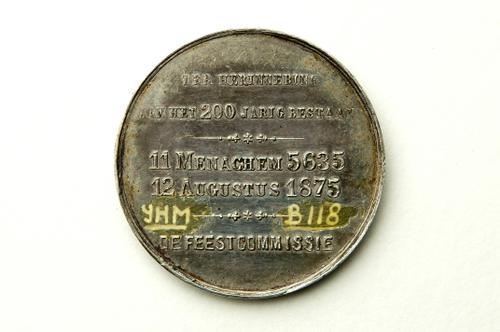 TER HERINNERING
AAN HET 200 JARIG BESTAAN
11 MENACHEM 5635
12 AUGUSTUS 1875
YHM B118
DE FEESTCOMMISSIE